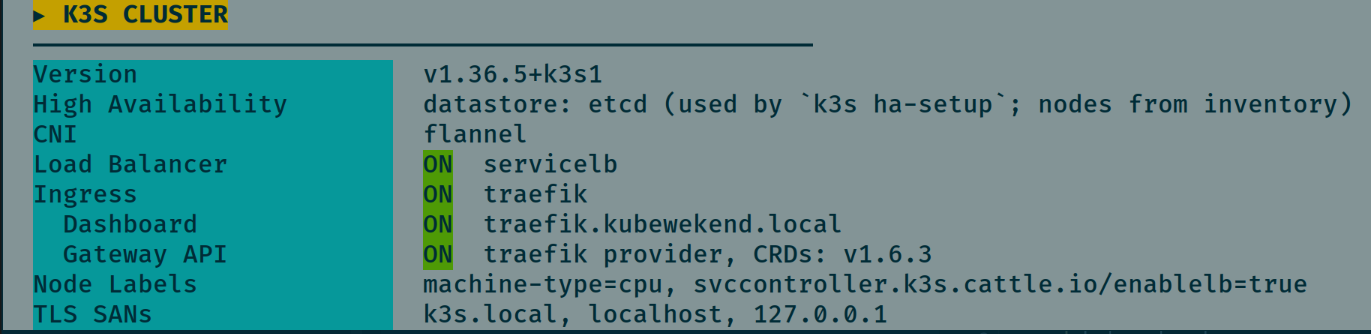 ▸ K3S CLUSTER
Version v1.36.5+k3s1
High Availability datastore: etcd (used by `k3s ha-setup`; nodes from inventory)
CNI flannel
Load Balancer ON servicelb
Ingress ON traefik
Dashboard ON traefik.kubewekend.local
Gateway API ON traefik provider, CRDs: v1.6.3
Node Labels machine-type=cpu, svccontroller.k3s.cattle.io/enablelb=true
TLS SANs k3s.local, localhost, 127.0.0.1